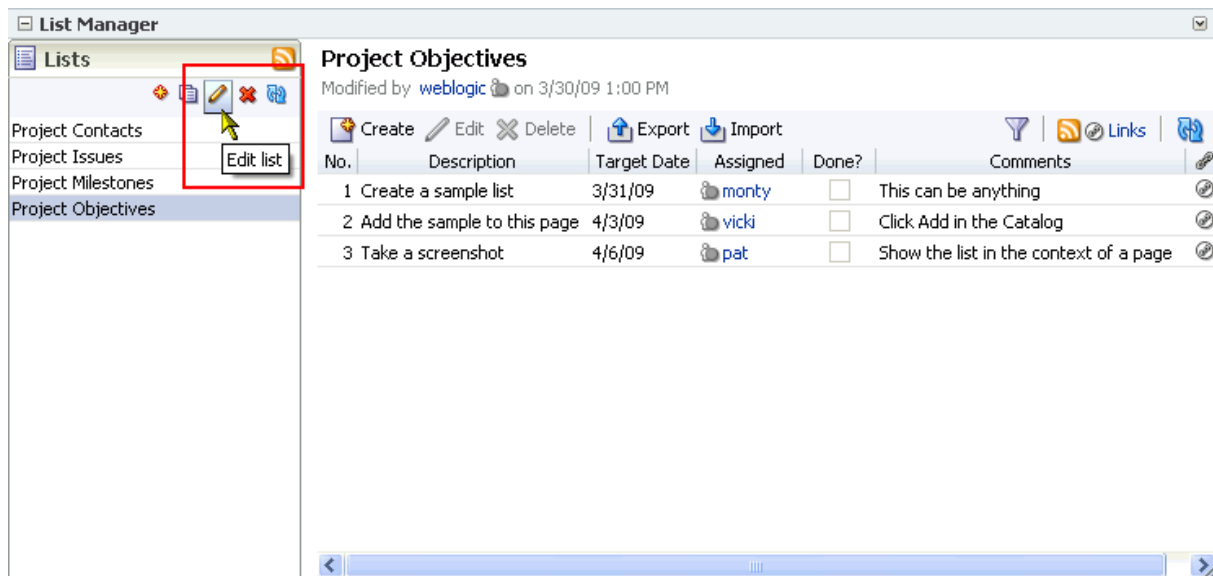 List Manager
Lists
Project Contacts
Project Issues
Edit list
Project Milestones
Project Objectives
Project Objectives
Modified by weblogic on 3/30/09 1:00 PM
Create Edit Delete Export Import Links
No. Description Target Date Assigned Done? Comments
1 Create a sample list 3/31/09 monty This can be anything
2 Add the sample to this page 4/3/09 vicki Click Add in the Catalog
3 Take a screenshot 4/6/09 pat Show the list in the context of a page